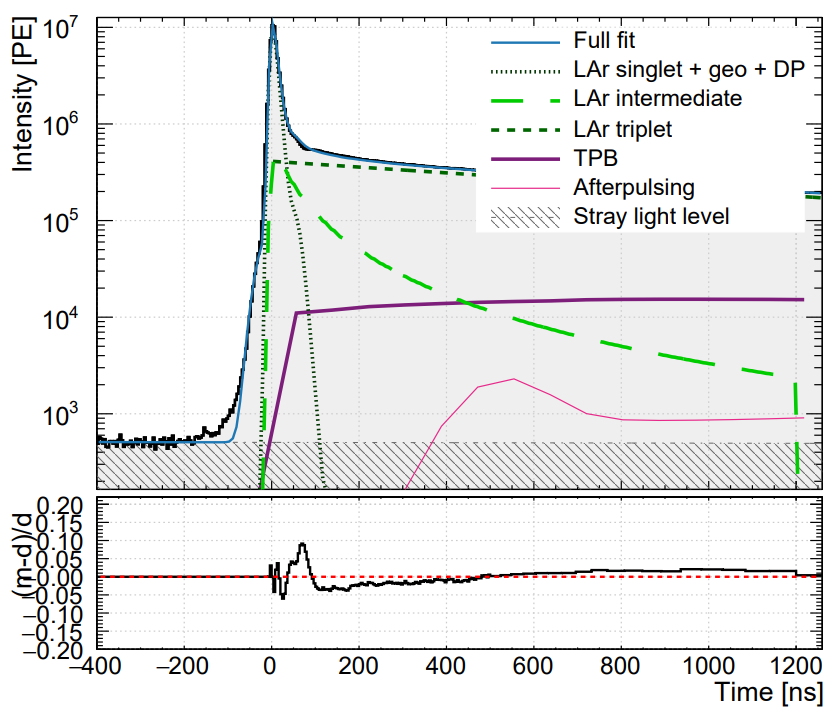 Intensity [PE]
10⁷
10⁶
10⁵
10⁴
10³
Full fit
LAr singlet + geo + DP
LAr intermediate
LAr triplet
TPB
Afterpulsing
Stray light level
(m-d)/d
0.20
0.15
0.10
0.05
0.00
−0.05
−0.10
−0.15
−0.20
−400 −200 0 200 400 600 800 1000 1200
Time [ns]